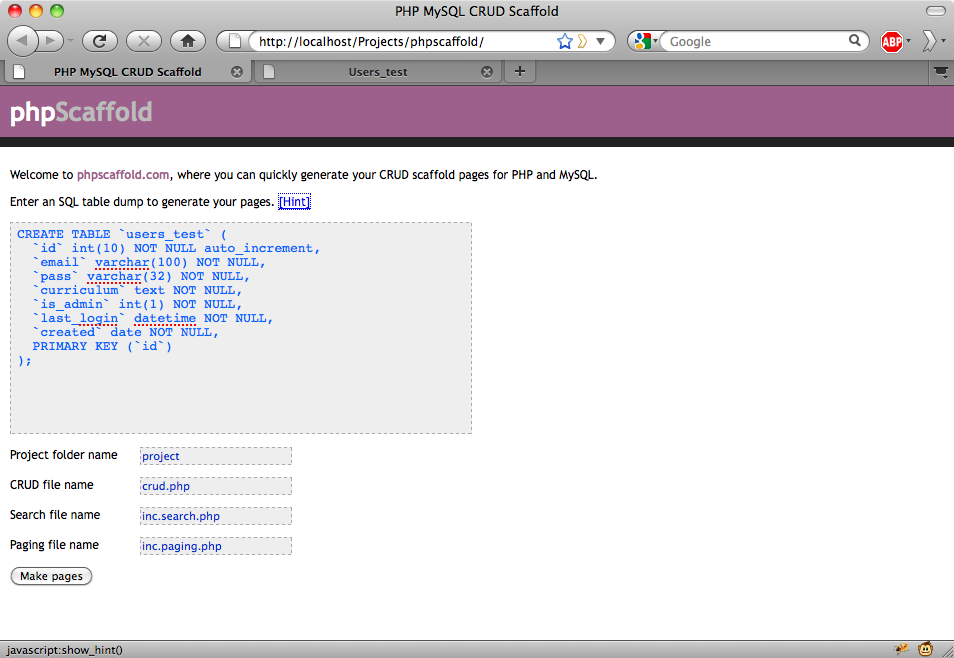 PHP MySQL CRUD Scaffold
http://localhost/Projects/phpscaffold/
Google
ABP
PHP MySQL CRUD Scaffold
Users_test
phpScaffold
Welcome to phpscaffold.com, where you can quickly generate your CRUD scaffold pages for PHP and MySQL.
Enter an SQL table dump to generate your pages. [Hint]
CREATE TABLE `users_test` (
`id` int(10) NOT NULL auto_increment,
`email` varchar(100) NOT NULL,
`pass` varchar(32) NOT NULL,
`curriculum` text NOT NULL,
`is_admin` int(1) NOT NULL,
`last_login` datetime NOT NULL,
`created` date NOT NULL,
PRIMARY KEY (`id`)
);
Project folder name project
CRUD file name crud.php
Search file name inc.search.php
Paging file name inc.paging.php
Make pages
javascript:show_hint()